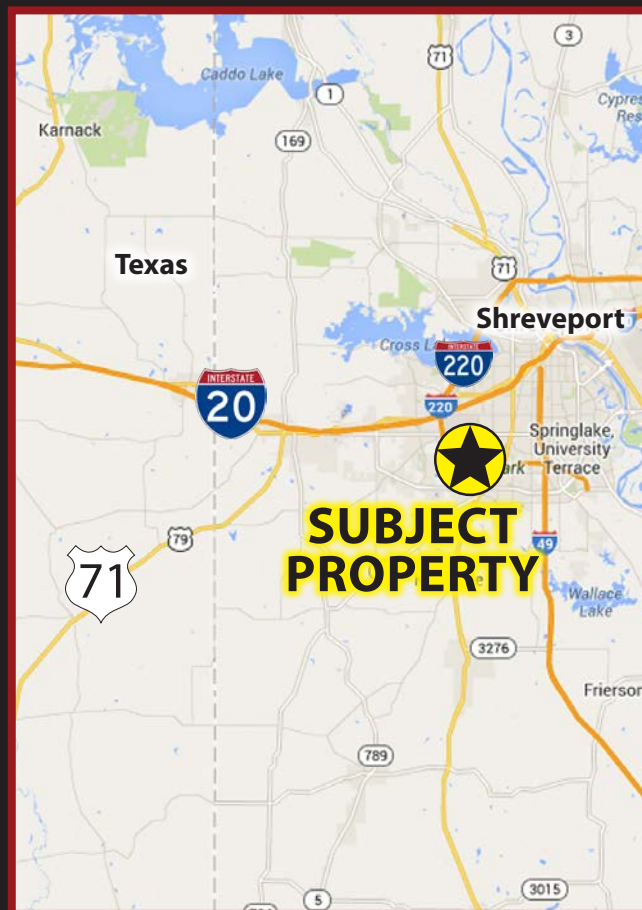 3
71
Caddo Lake
1
Karnack
169
Texas
71
Shreveport
INTERSTATE
220
INTERSTATE
20
220
Springlake,
University
Terrace
SUBJECT
PROPERTY
79
49
71
Wallace
Lake
3276
Frierson
789
3015
5